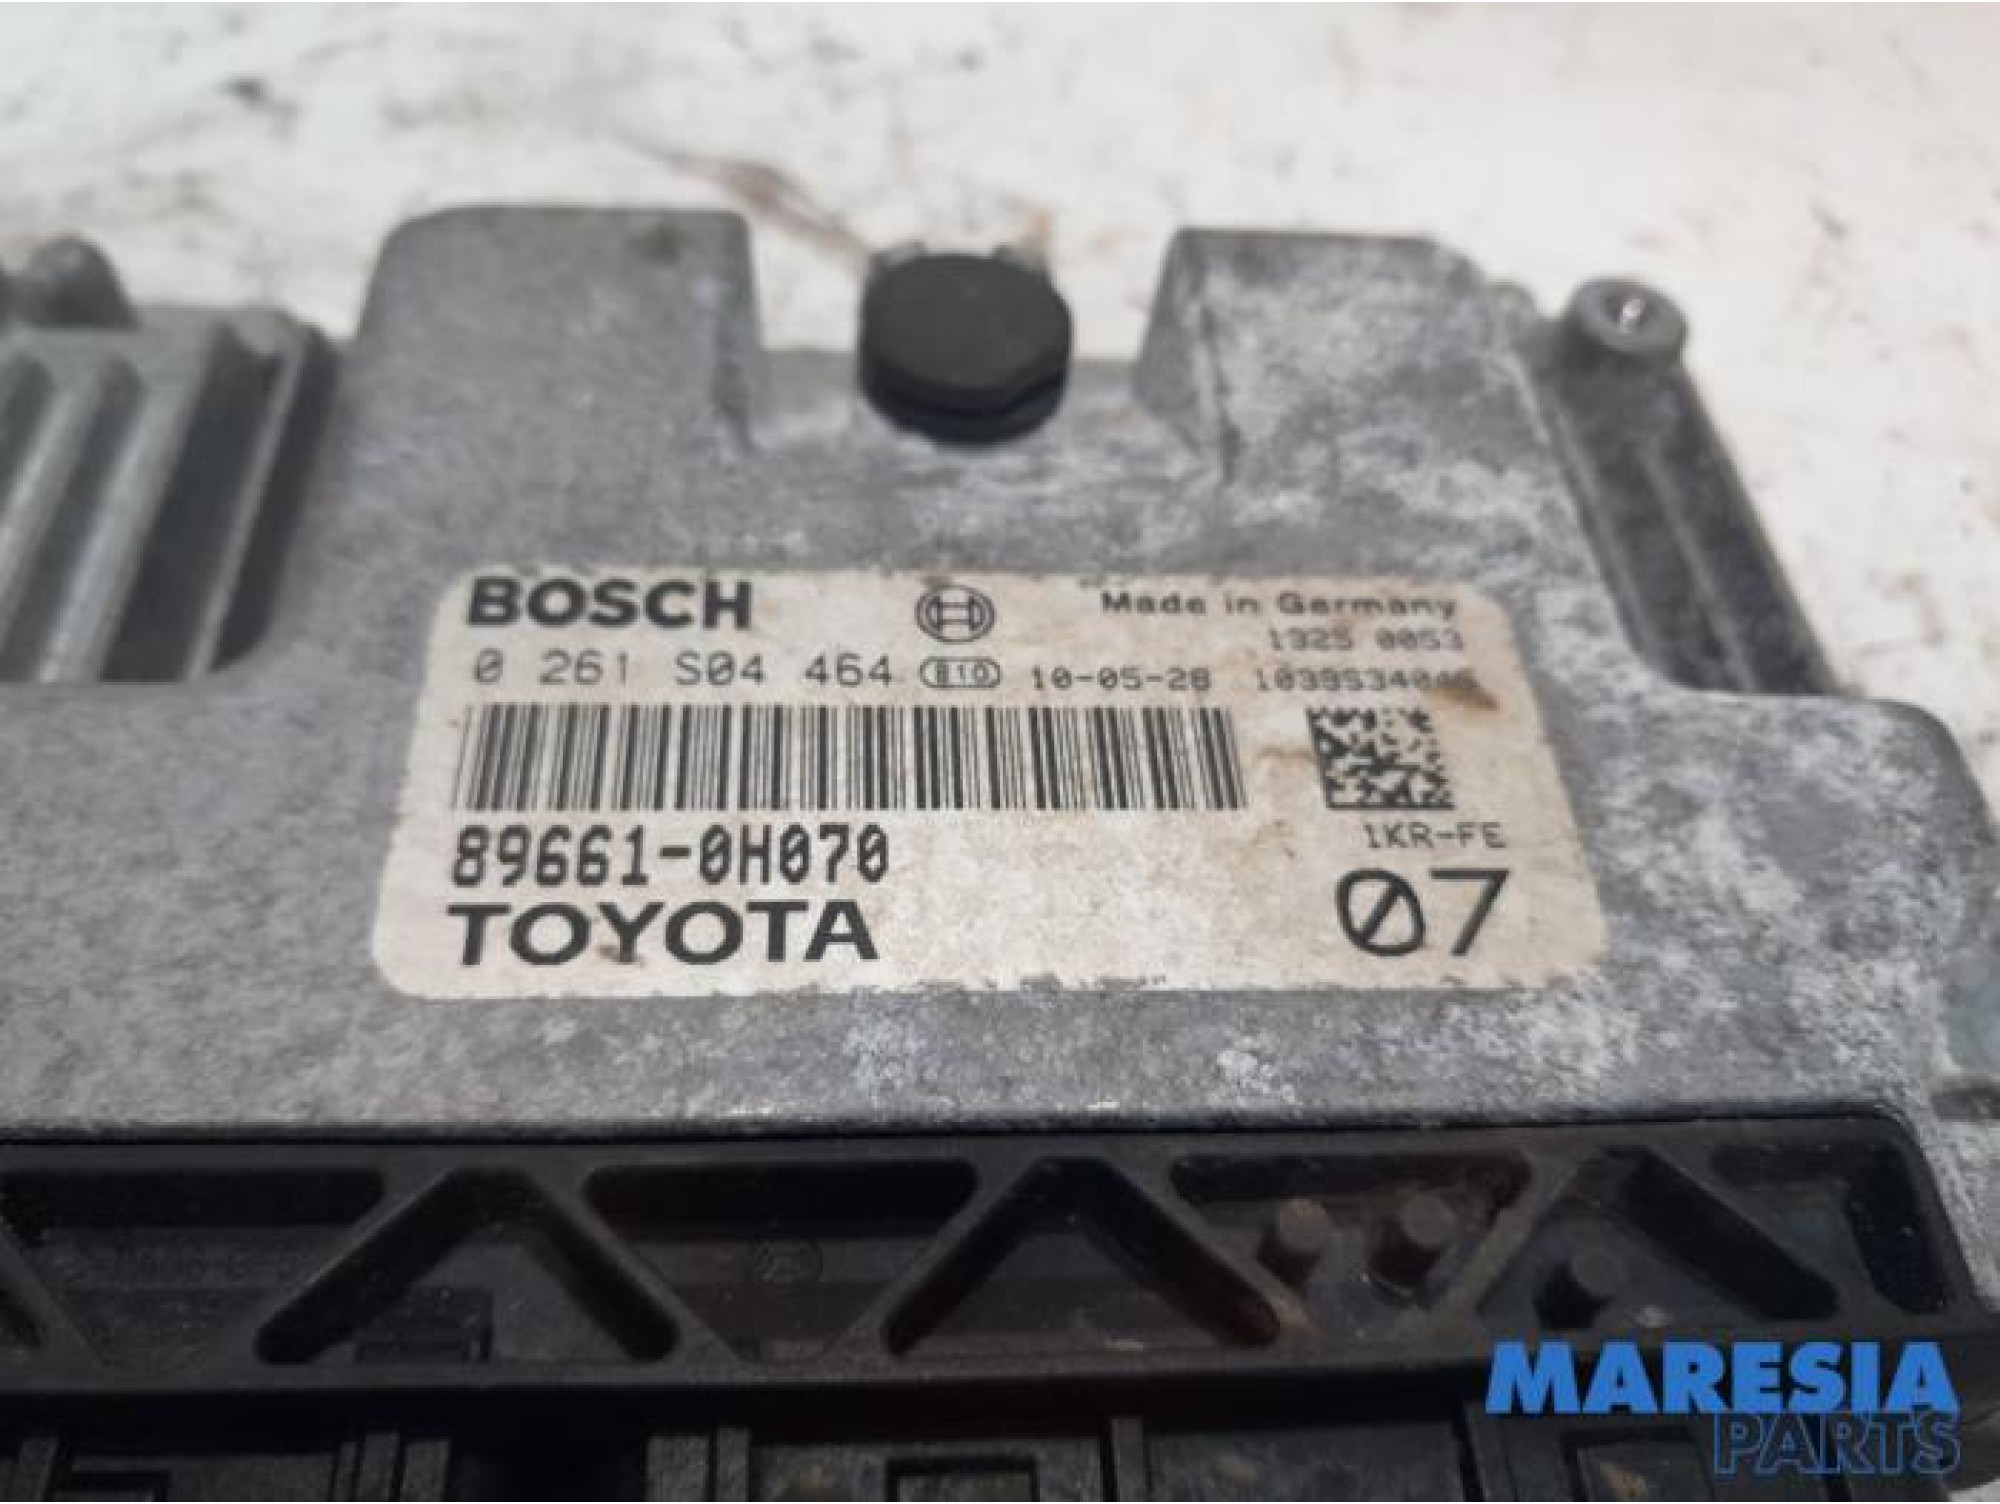 BOSCH
Made in Germany
1325 0053
0 261 S04 464 B10 10-05-28
89661-0H070
1KR-FE
TOYOTA
07
MARESIA
PARTS